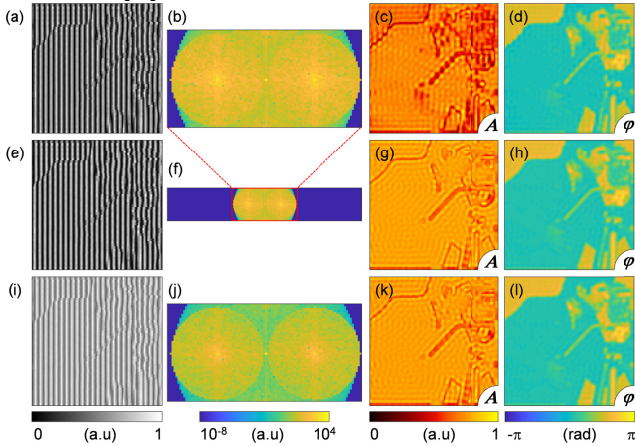 (a) (b) (c) (d)
A φ
(e) (f) (g) (h)
A φ
(i) (j) (k) (l)
A φ
0 (a.u) 1 10⁻⁸ (a.u) 10⁴ 0 (a.u) 1 -π (rad) -π